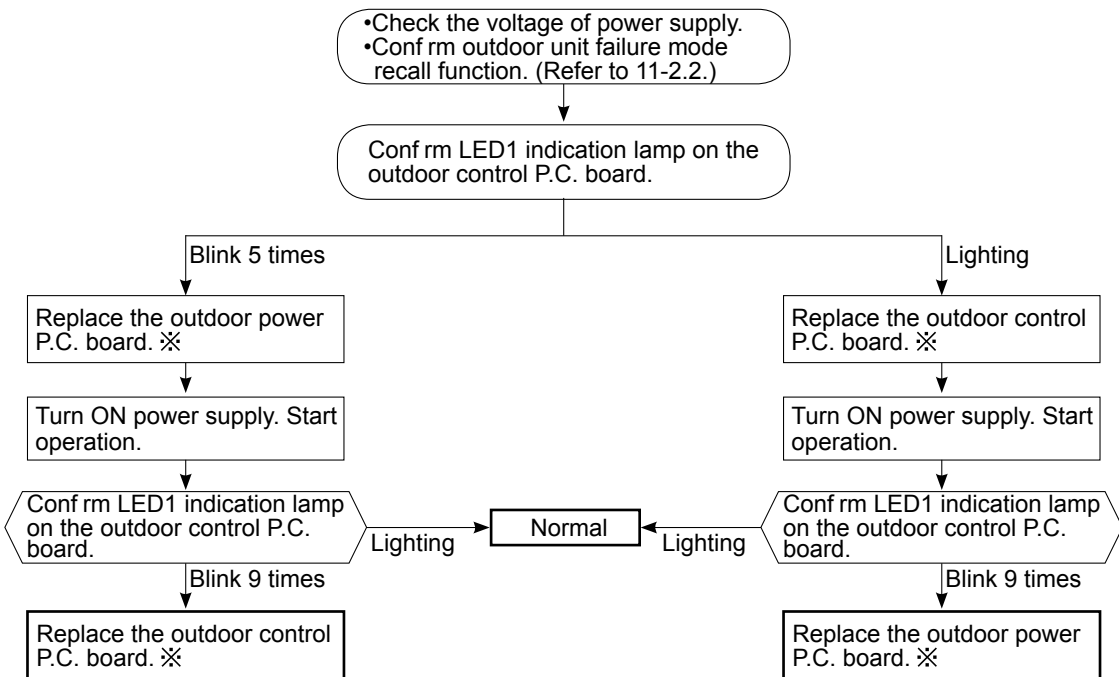 •Check the voltage of power supply.
•Conf rm outdoor unit failure mode
recall function. (Refer to 11-2.2.)
Conf rm LED1 indication lamp on the
outdoor control P.C. board.
Blink 5 times
Lighting
Replace the outdoor power
P.C. board. ※
Replace the outdoor control
P.C. board. ※
Turn ON power supply. Start
operation.
Turn ON power supply. Start
operation.
Conf rm LED1 indication lamp
on the outdoor control P.C.
board.
Lighting
Normal
Lighting
Conf rm LED1 indication lamp
on the outdoor control P.C.
board.
Blink 9 times
Blink 9 times
Replace the outdoor control
P.C. board. ※
Replace the outdoor power
P.C. board. ※